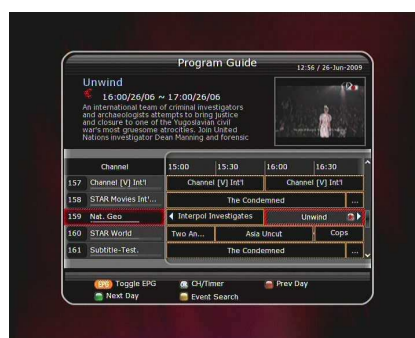 Program Guide
12:56 / 26-Jun-2009
Unwind
16:00/26/06 ~ 17:00/26/06
An international team of criminal investigators
and archaeologists attempts to bring justice
and closure to one of the Yugoslavian civil
war's most gruesome atrocities. Join United
Nations investigator Dean Manning and forensic
Channel 15:00 15:30 16:00 16:30
157 Channel [V] Int'l Channel [V] Int'l Channel [V] Int'l
158 STAR Movies Int'... The Condemned ...
159 Nat. Geo Interpol Investigates Unwind
160 STAR World Two An... Asia Uncut Cops
161 Subtitle-Test. The Condemned ...
EPG Toggle EPG CH/Timer Prev Day
Next Day Event Search